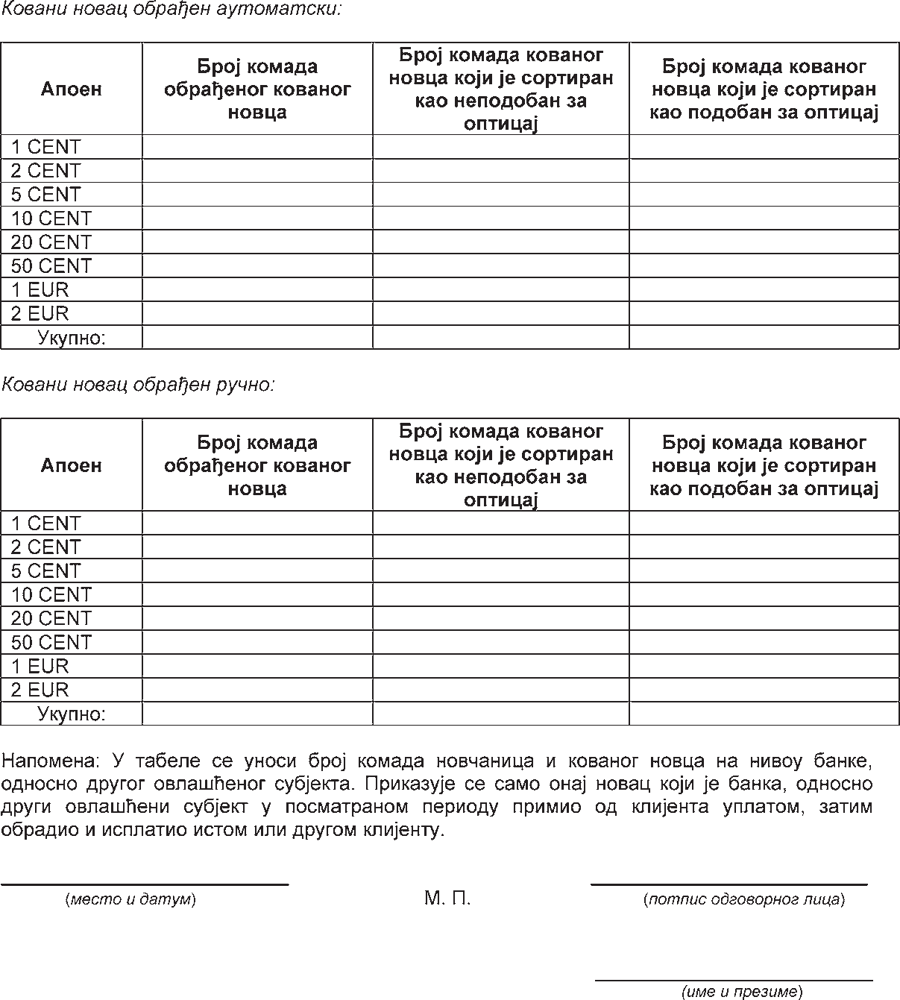 Ковани новац обрађен аутоматски:
Апоен
Број комада
обрађеног кованог
новца
Број комада кованог
новца који је сортиран
као неподобан за
оптицај
Број комада кованог
новца који је сортиран
као подобан за оптицај
1 CENT
2 CENT
5 CENT
10 CENT
20 CENT
50 CENT
1 EUR
2 EUR
Укупно:
Ковани новац обрађен ручно:
Апоен
Број комада
обрађеног кованог
новца
Број комада кованог
новца који је сортиран
као неподобан за
оптицај
Број комада кованог
новца који је сортиран
као подобан за оптицај
1 CENT
2 CENT
5 CENT
10 CENT
20 CENT
50 CENT
1 EUR
2 EUR
Укупно:
Напомена: У табеле се уноси број комада новчаница и кованог новца на нивоу банке,
односно другог овлашћеног субјекта. Приказује се само онај новац који је банка, односно
други овлашћени субјект у посматраном периоду примио од клијента уплатом, затим
обрадио и исплатио истом или другом клијенту.
(место и датум) М. П. (потпис одговорног лица)
(име и презиме)